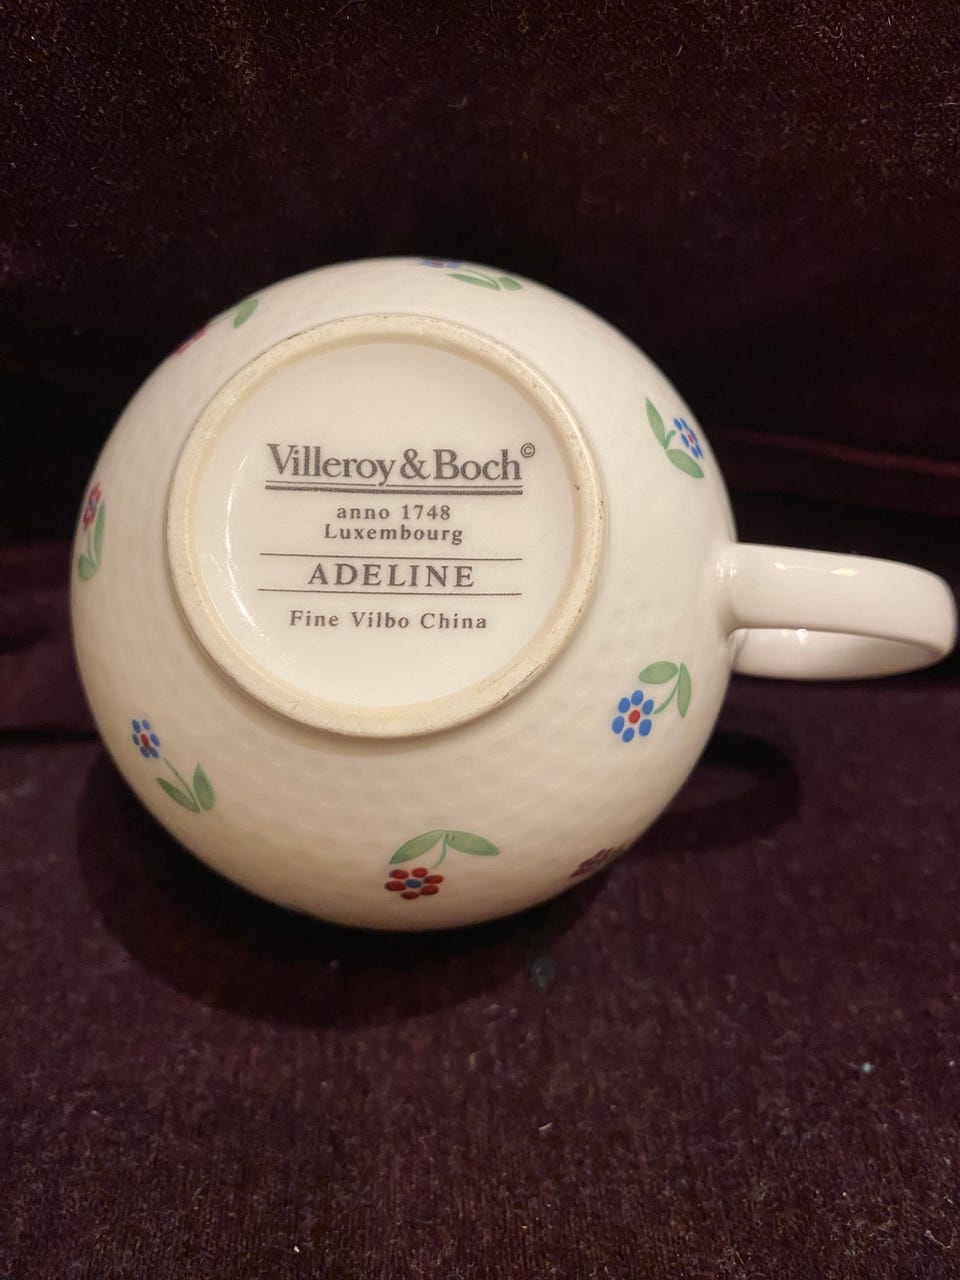 Villeroy & Boch©
anno 1748
Luxembourg
ADELINE
Fine Vilbo China